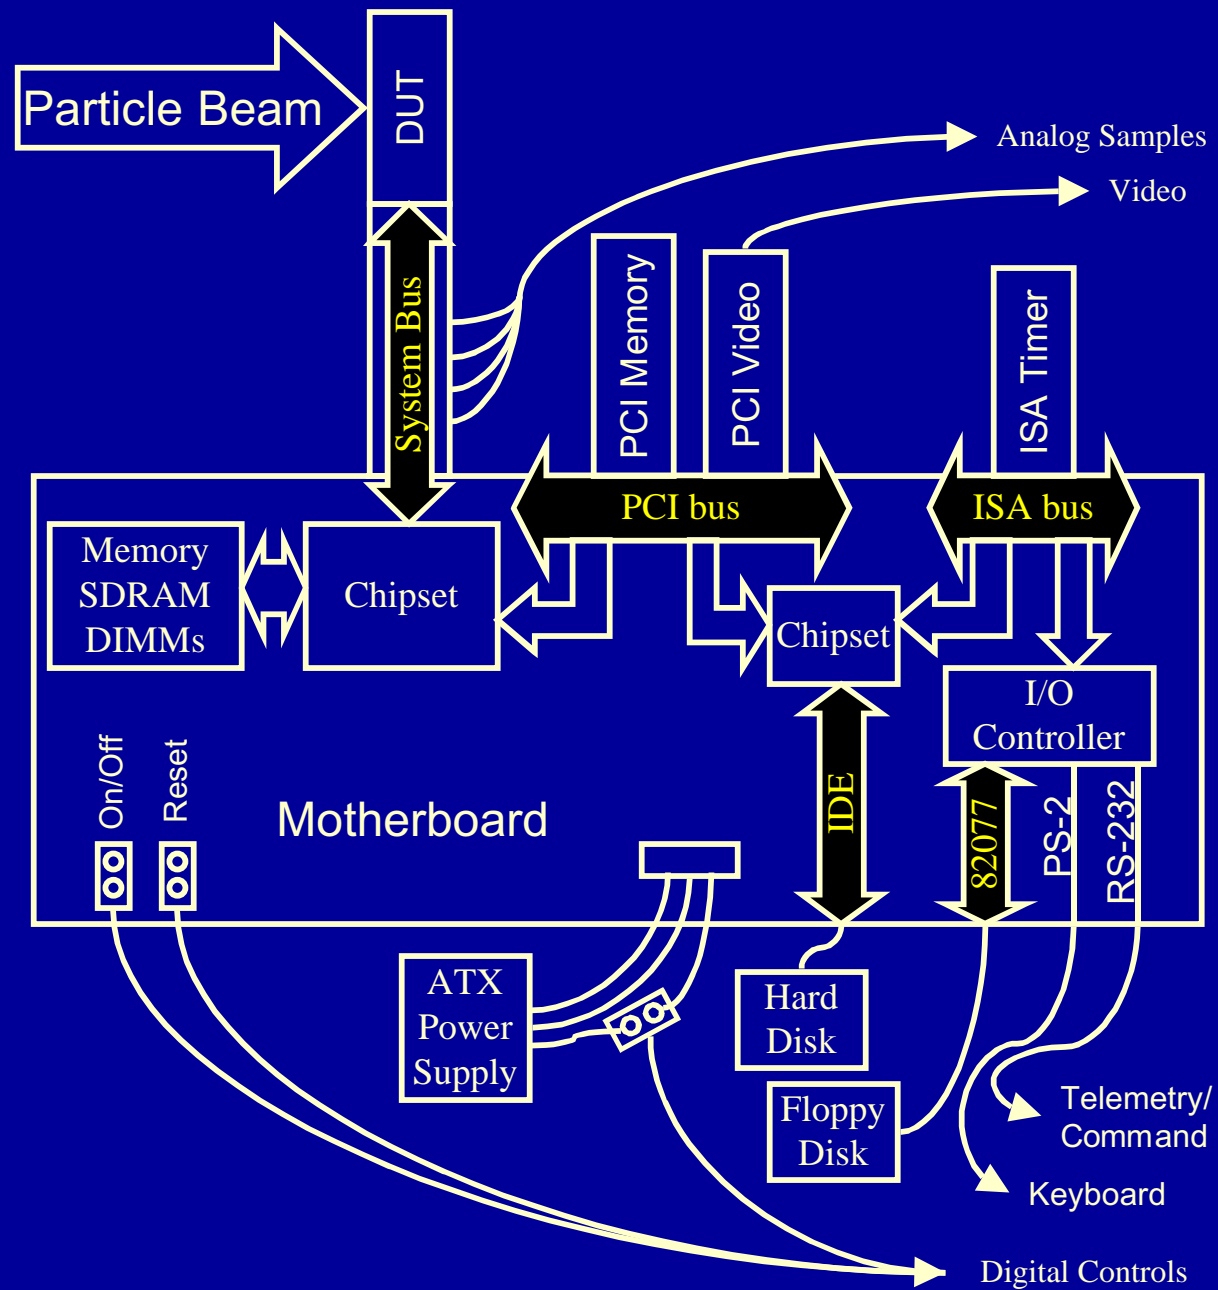 Particle Beam
DUT
Analog Samples
Video
System Bus
PCI Memory
PCI Video
ISA Timer
PCI bus
ISA bus
Memory
SDRAM
DIMMs
Chipset
Chipset
I/O
Controller
On/Off
Reset
Motherboard
IDE
82077
PS-2
RS-232
ATX
Power
Supply
Hard
Disk
Floppy
Disk
Telemetry/
Command
Keyboard
Digital Controls